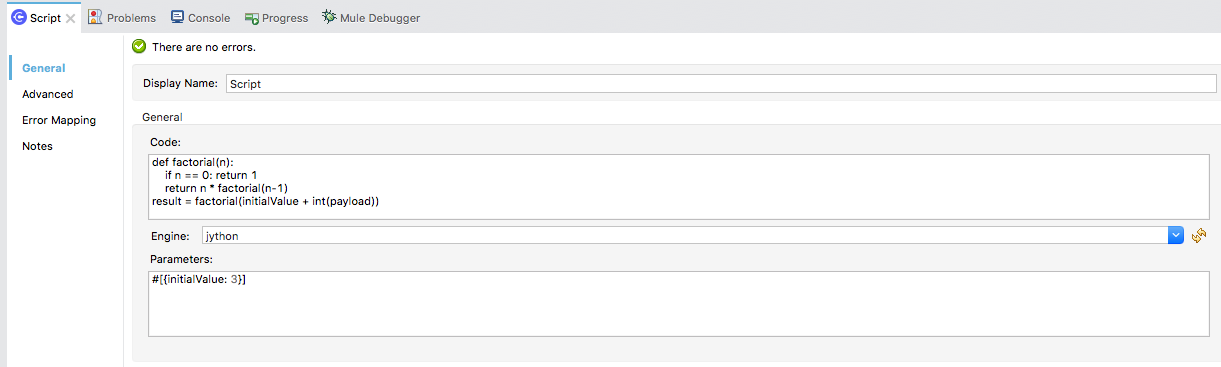 Script Problems Console Progress Mule Debugger
There are no errors.
General
Display Name: Script
Advanced
General
Error Mapping
Code:
Notes
def factorial(n):
    if n == 0: return 1
    return n * factorial(n-1)
result = factorial(initialValue + int(payload))
Engine: jython
Parameters:
#[{initialValue: 3}]